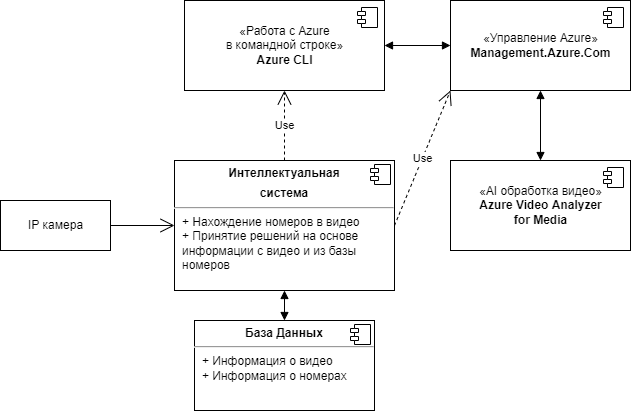 «Работа с Azure
в командной строке»
Azure CLI
«Управление Azure»
Management.Azure.Com
Use
Use
Интеллектуальная
система
+ Нахождение номеров в видео
+ Принятие решений на основе
информации с видео и из базы
номеров
«AI обработка видео»
Azure Video Analyzer
for Media
IP камера
База Данных
+ Информация о видео
+ Информация о номерах